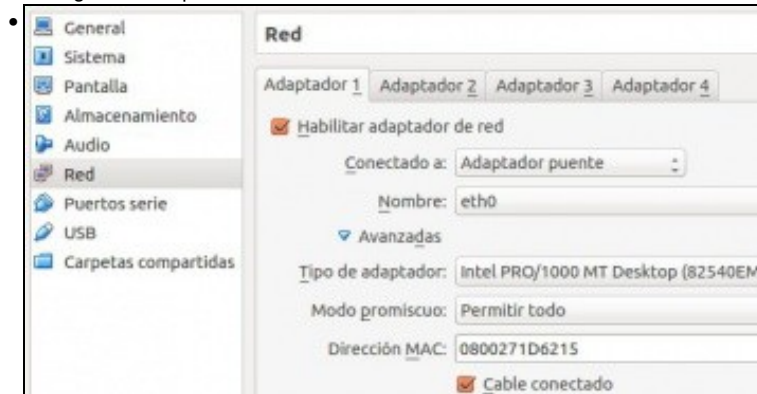 General
Sistema
Pantalla
Almacenamiento
Audio
Red
Puertos serie
USB
Carpetas compartidas
Red
Adaptador 1 Adaptador 2 Adaptador 3 Adaptador 4
Habilitar adaptador de red
Conectado a: Adaptador puente
Nombre: eth0
Avanzadas
Tipo de adaptador: Intel PRO/1000 MT Desktop (82540EM
Modo promiscuo: Permitir todo
Dirección MAC: 0800271D6215
Cable conectado